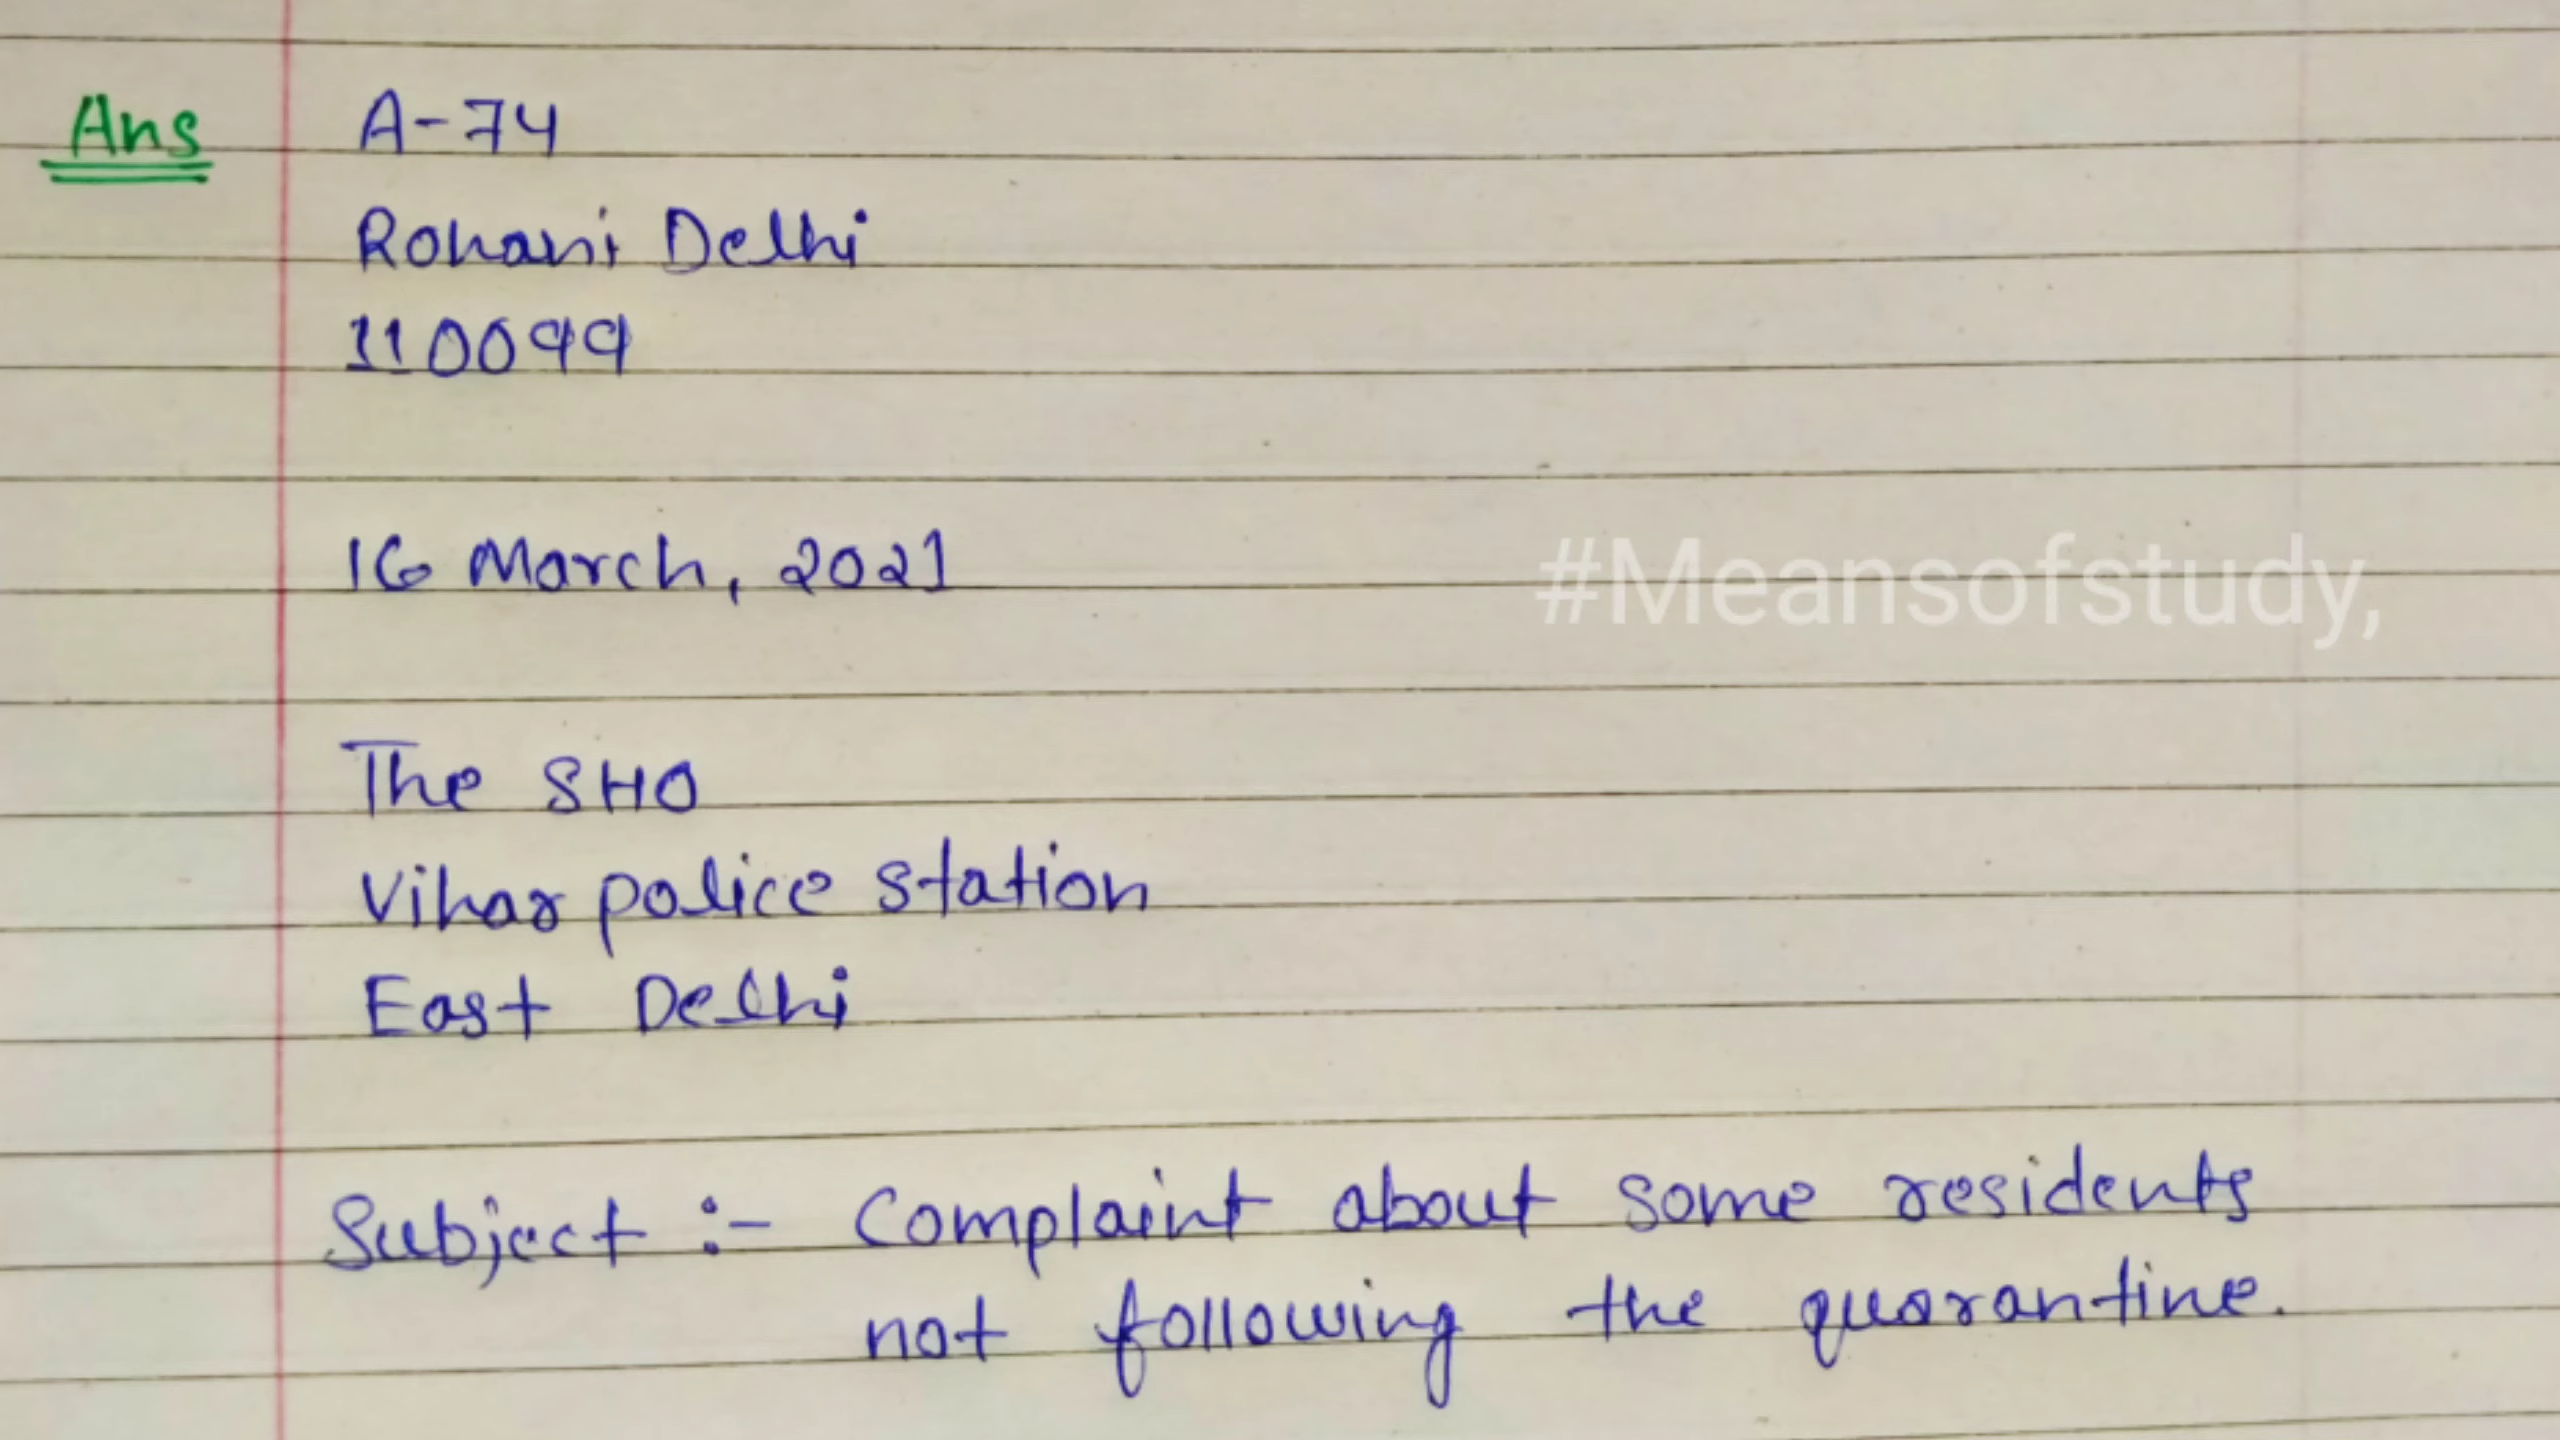 Ans
A-74
Rohani Delhi
110099
16 March, 2021
#Meansofstudy,
The SHO
Vihar police station
East Delhi
Subject :- Complaint about some residents
not following the quarantine.